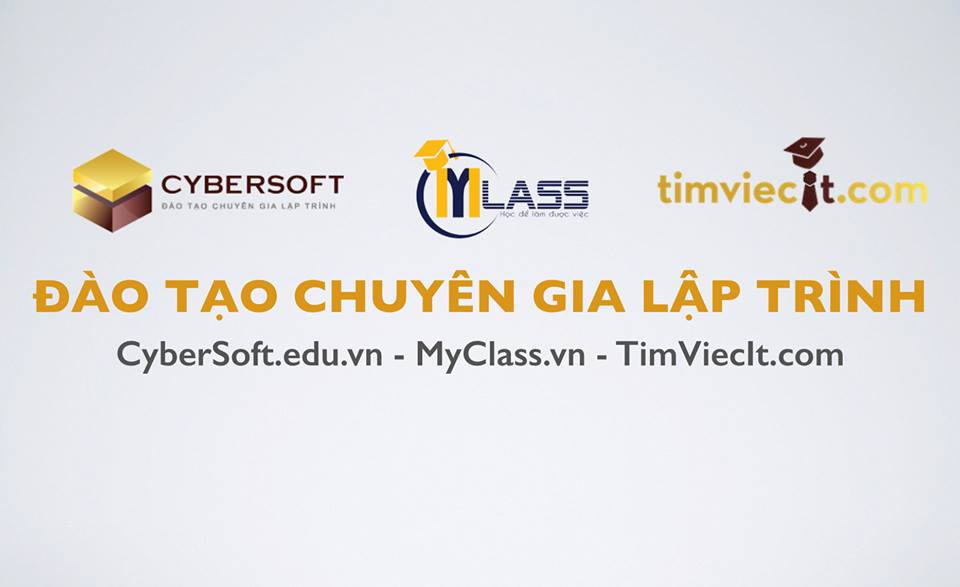 CYBERSOFT
ĐÀO TẠO CHUYÊN GIA LẬP TRÌNH
MYCLASS
Học để làm được việc
timviecit.com
ĐÀO TẠO CHUYÊN GIA LẬP TRÌNH
CyberSoft.edu.vn - MyClass.vn - TimViecIt.com